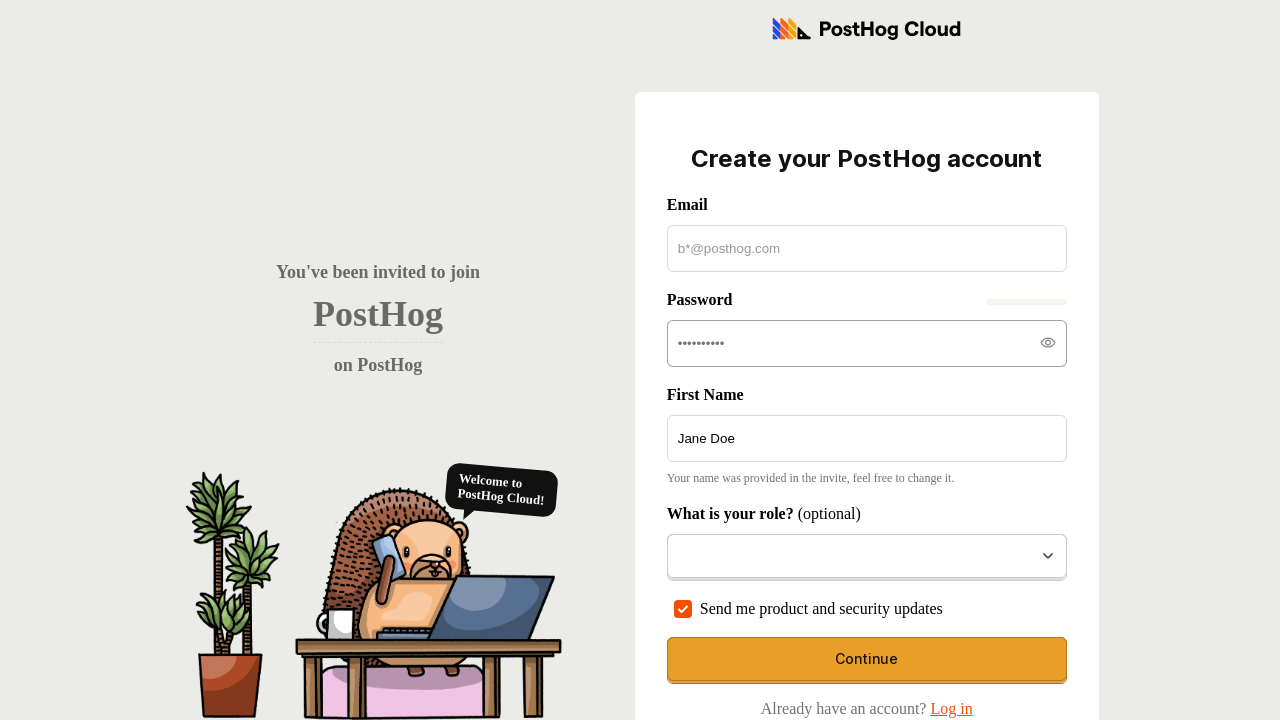 PostHog Cloud
Create your PostHog account
Email
b*@posthog.com
Password
••••••••••
First Name
Jane Doe
Your name was provided in the invite, feel free to change it.
What is your role? (optional)
Send me product and security updates
Continue
Already have an account? Log in
You've been invited to join
PostHog
on PostHog
Welcome to
PostHog Cloud!